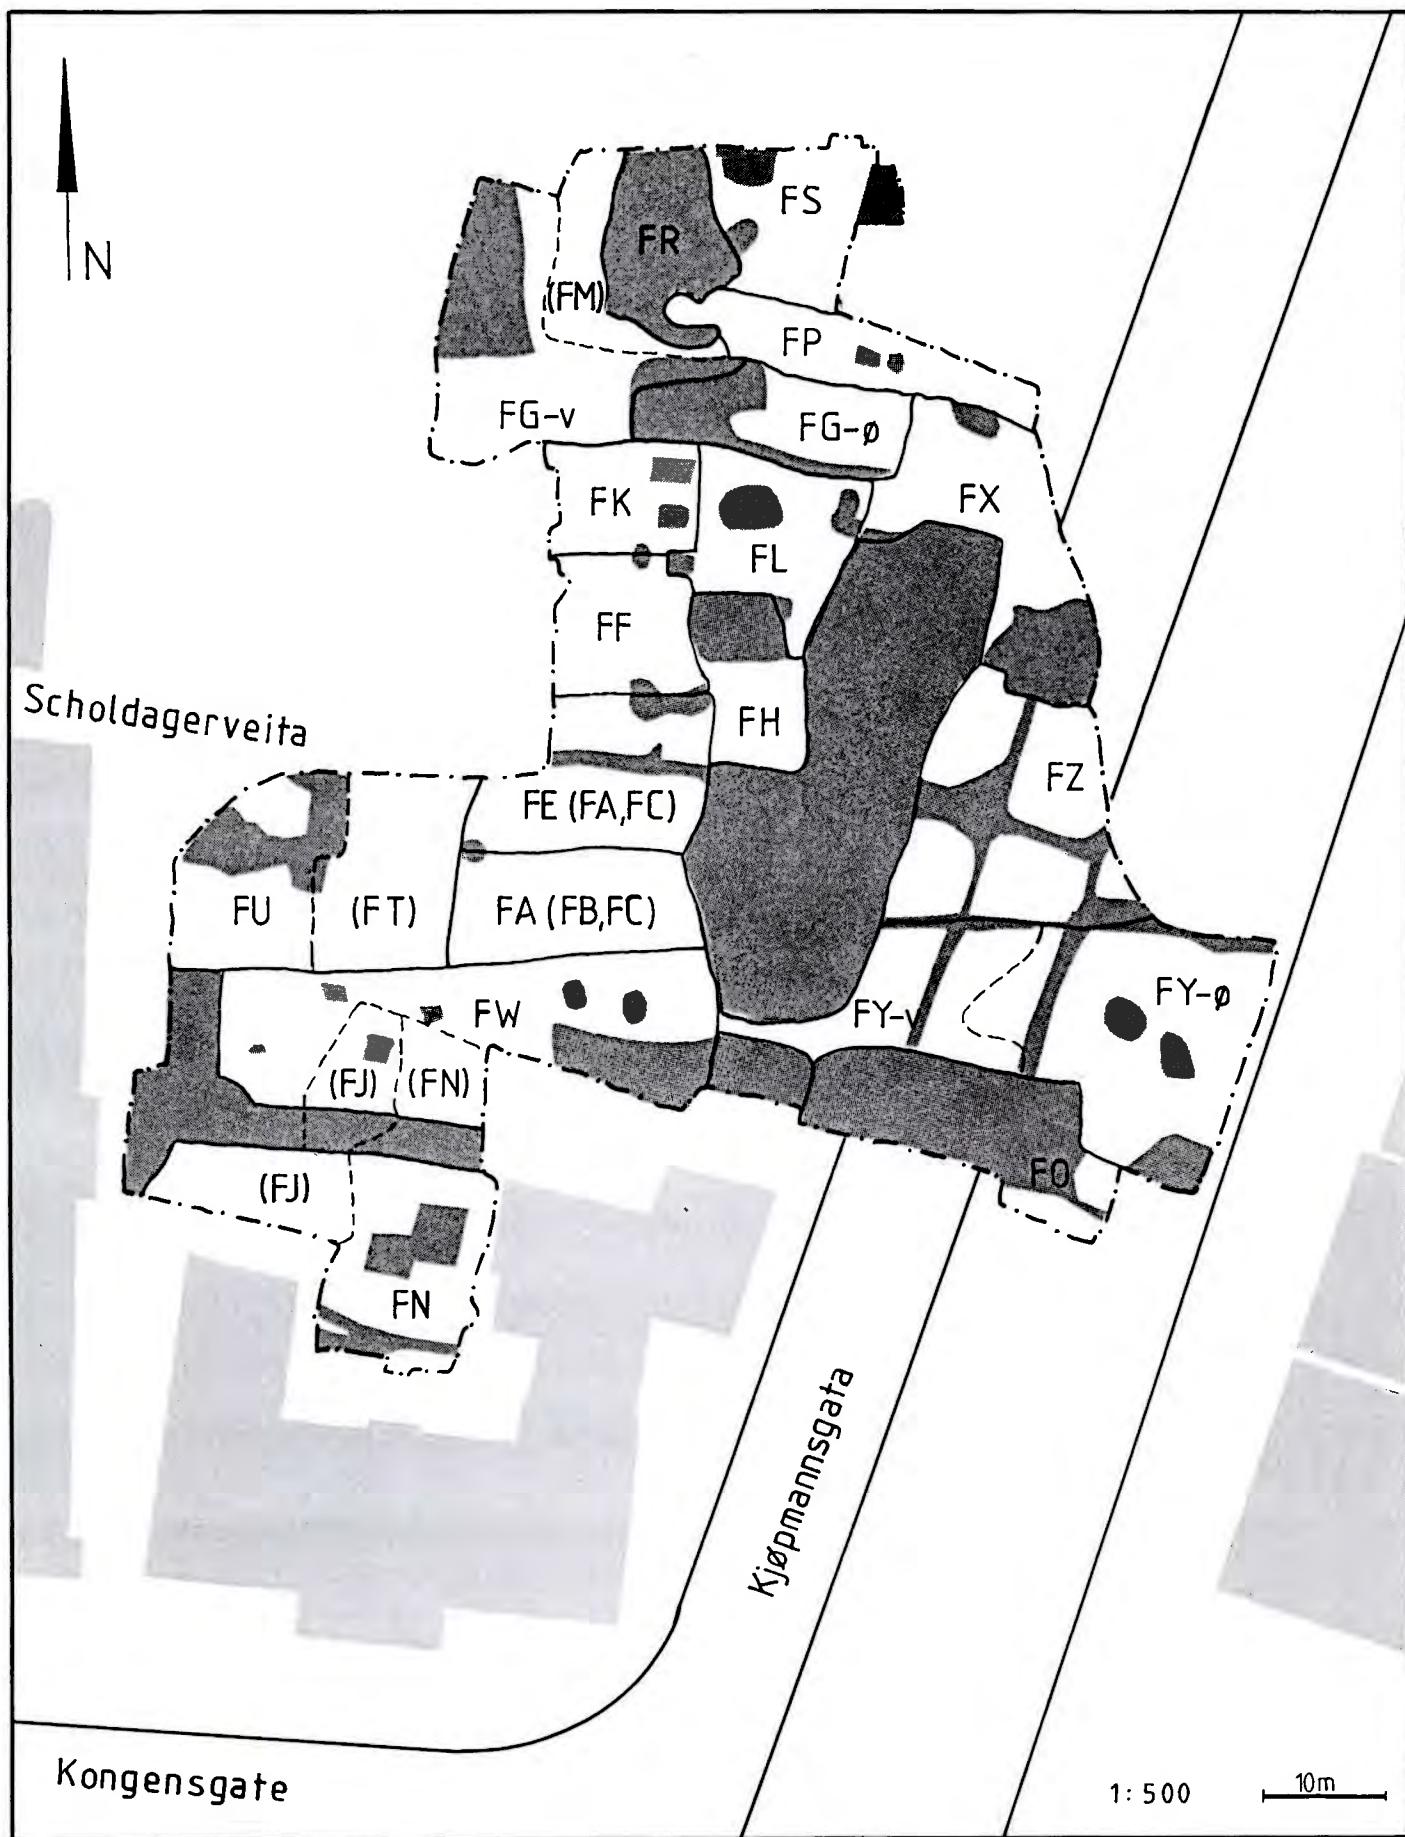 N
FS
FR
(FM)
FP
FG-v
FG-ø
FK
FX
FL
FF
FH
Scholdagerveita
FZ
FE (FA,FC)
FU
(FT)
FA (FB,FC)
FW
FY-v
FY-ø
(FJ)
(FN)
(FJ)
FO
FN
Kjøpmannsgata
Kongensgate
1:500
10m